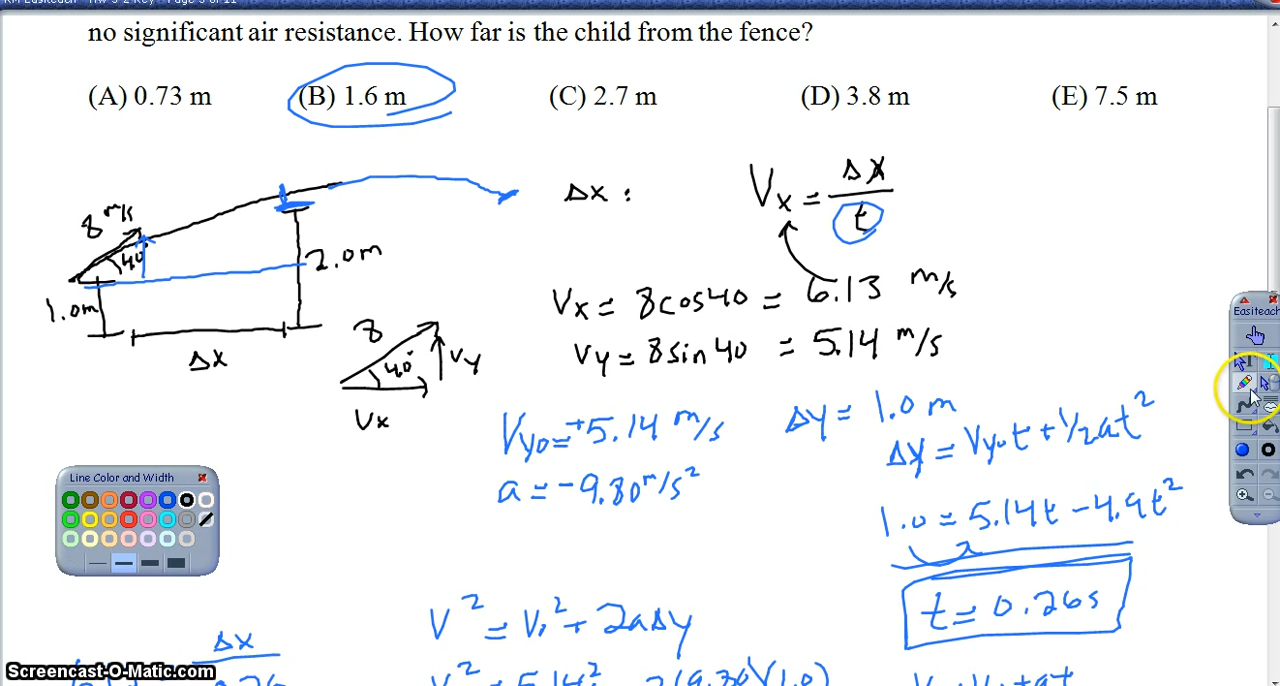 no significant air resistance. How far is the child from the fence?
(A) 0.73 m (B) 1.6 m (C) 2.7 m (D) 3.8 m (E) 7.5 m
Δx : Vx = Δx / t
8 m/s
40°
2.0m
1.0m
Δx
Vx = 8cos40 = 6.13 m/s
Vy = 8sin40 = 5.14 m/s
8
40°
Vy
Vx
Easiteach
Vyo = +5.14 m/s
a = -9.80 m/s²
Δy = 1.0 m
Δy = Vyot + 1/2at²
1.0 = 5.14t - 4.9t²
t = 0.26s
Line Color and Width
V² = V₁² + 2aΔy
Δx
Screencast-O-Matic.com